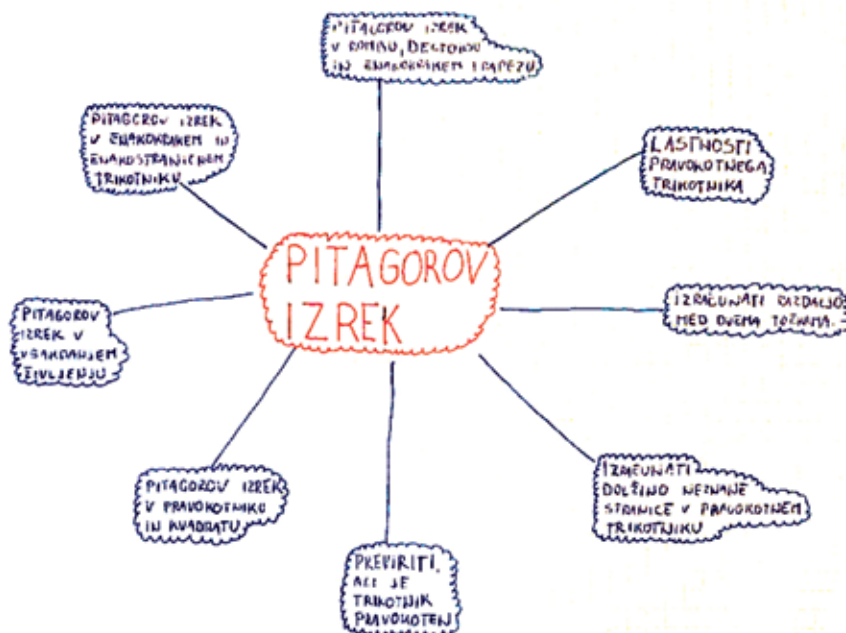 PITAGOROV IZREK
V ROMBU, DELTOIDU
IN ENAKOKRAKEM TRAPEZU
PITAGOROV IZREK
V ENAKOKRAKEM IN
ENAKOSTRANIČNEM
TRIKOTNIKU
LASTNOSTI
PRAVOKOTNEGA
TRIKOTNIKA
PITAGOROV
IZREK
IZRAČUNATI RAZDALJO
MED DVEMA TOČKAMA.
PITAGOROV
IZREK V
VSAKDANJEM
ŽIVLJENJU
PITAGOROV IZREK
V PRAVOKOTNIKU
IN KVADRATU
IZRAČUNATI
DOLŽINO NEZNANE
STRANICE V PRAVOKOTNEM
TRIKOTNIKU
PREVIRITI,
ALI JE
TRIKOTNIK
PRAVOKOTEN